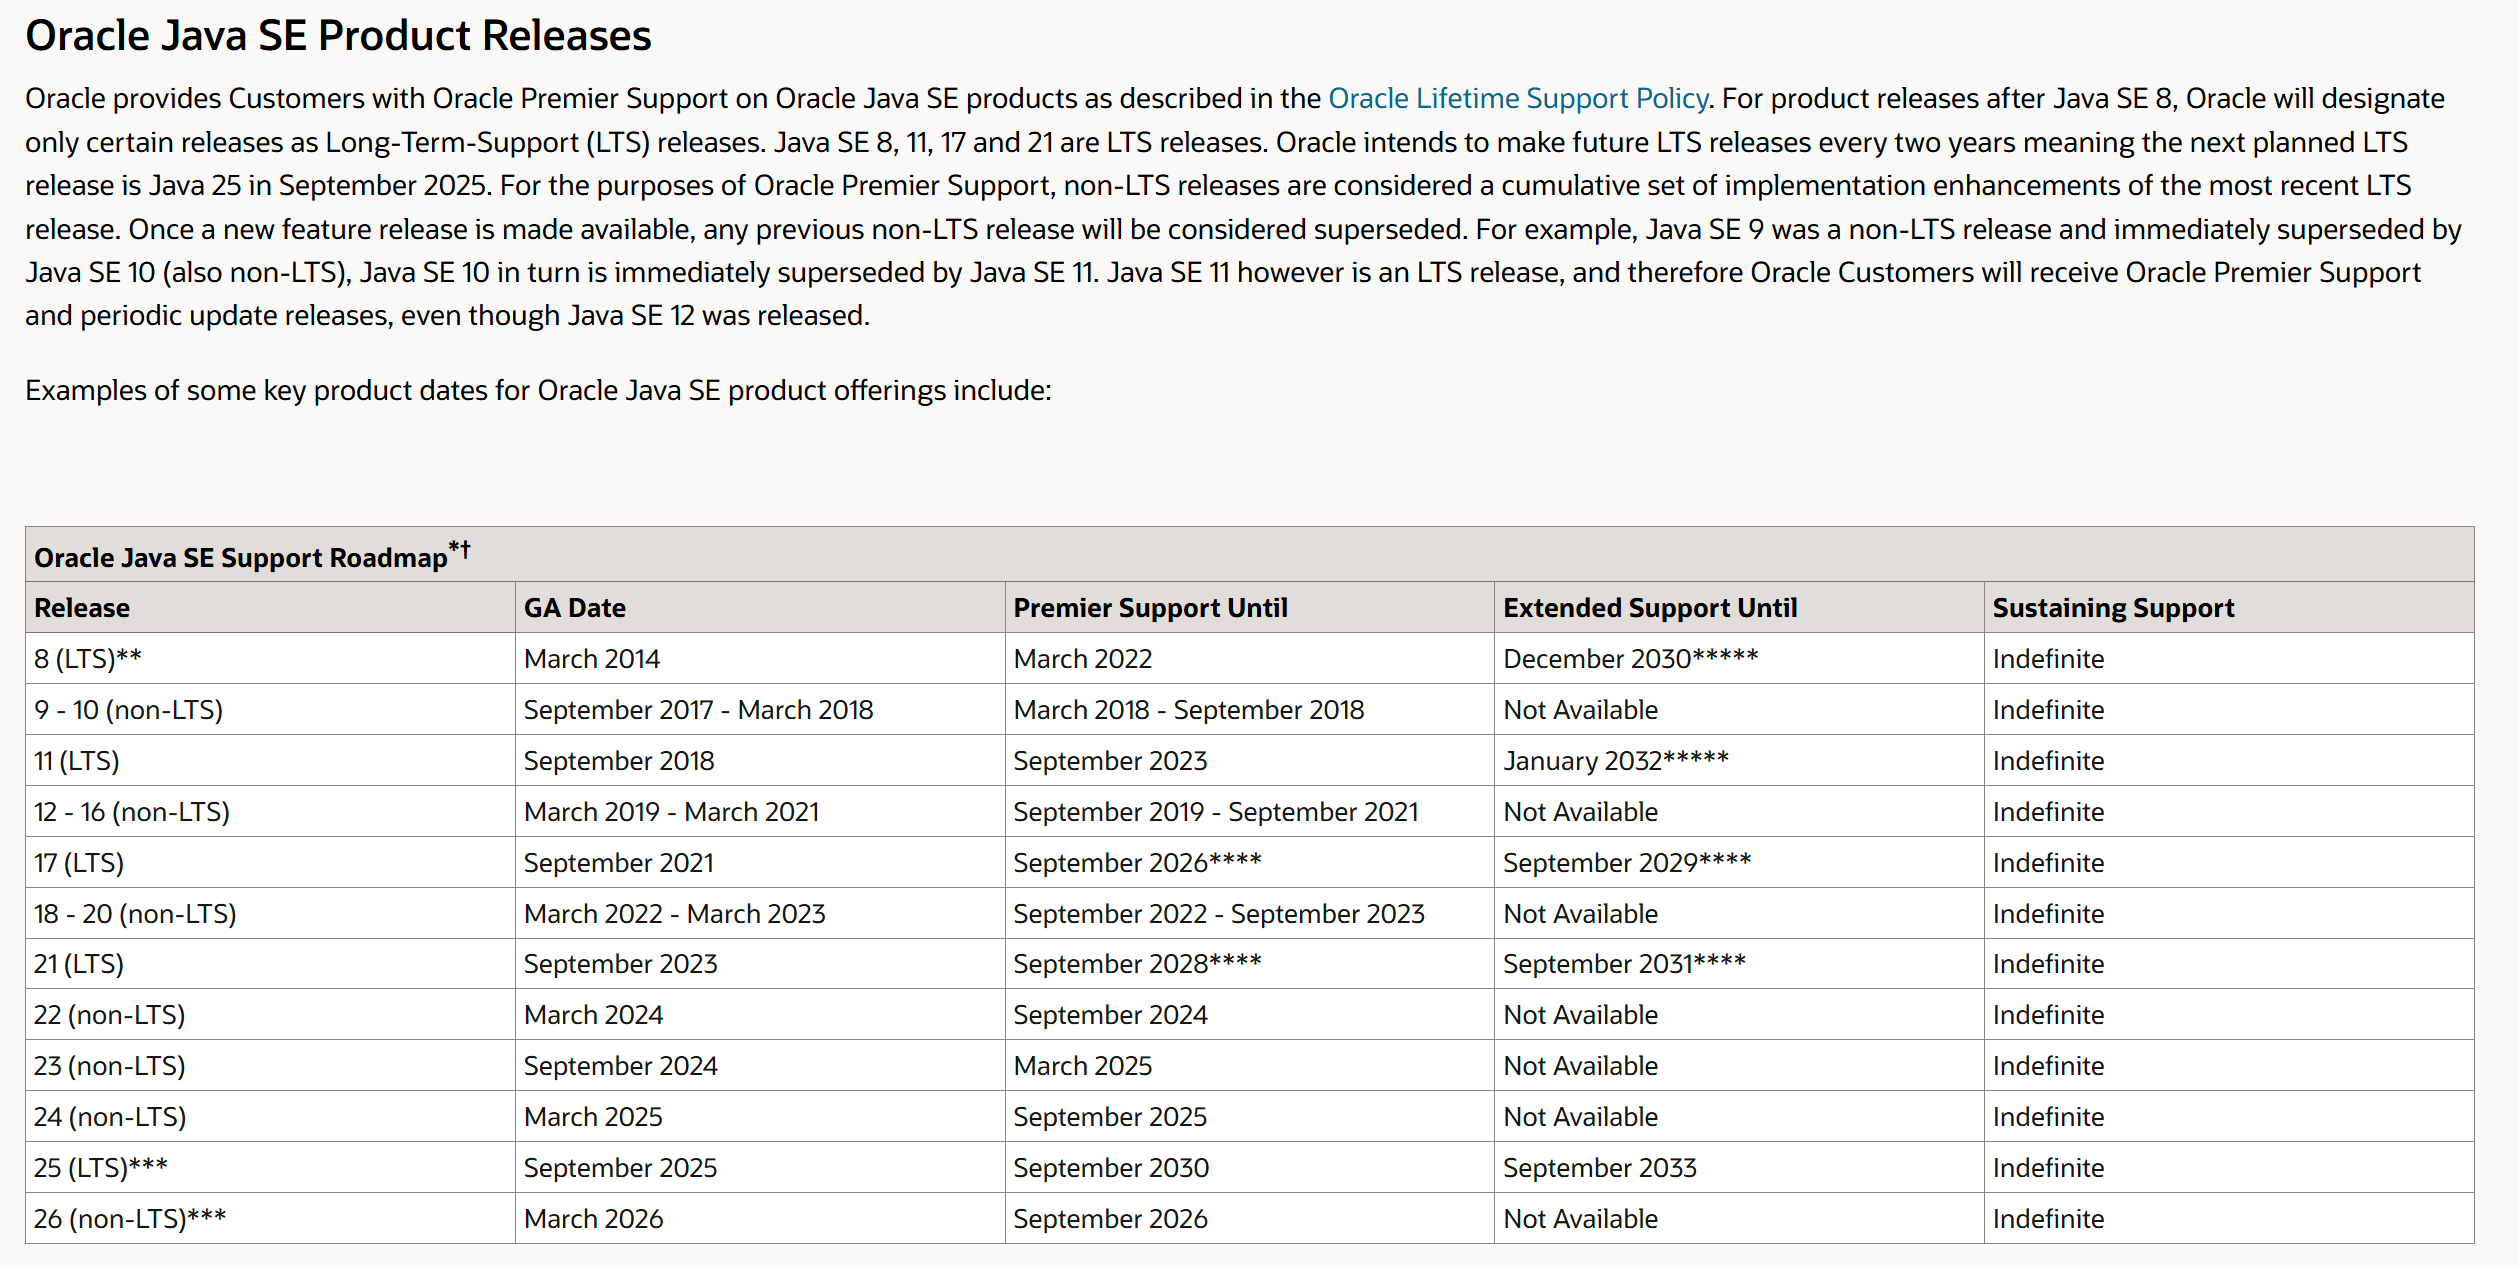 Oracle Java SE Product Releases
Oracle provides Customers with Oracle Premier Support on Oracle Java SE products as described in the Oracle Lifetime Support Policy. For product releases after Java SE 8, Oracle will designate
only certain releases as Long-Term-Support (LTS) releases. Java SE 8, 11, 17 and 21 are LTS releases. Oracle intends to make future LTS releases every two years meaning the next planned LTS
release is Java 25 in September 2025. For the purposes of Oracle Premier Support, non-LTS releases are considered a cumulative set of implementation enhancements of the most recent LTS
release. Once a new feature release is made available, any previous non-LTS release will be considered superseded. For example, Java SE 9 was a non-LTS release and immediately superseded by
Java SE 10 (also non-LTS), Java SE 10 in turn is immediately superseded by Java SE 11. Java SE 11 however is an LTS release, and therefore Oracle Customers will receive Oracle Premier Support
and periodic update releases, even though Java SE 12 was released.
Examples of some key product dates for Oracle Java SE product offerings include:
Oracle Java SE Support Roadmap*†
Release GA Date Premier Support Until Extended Support Until Sustaining Support
8 (LTS)** March 2014 March 2022 December 2030***** Indefinite
9 - 10 (non-LTS) September 2017 - March 2018 March 2018 - September 2018 Not Available Indefinite
11 (LTS) September 2018 September 2023 January 2032***** Indefinite
12 - 16 (non-LTS) March 2019 - March 2021 September 2019 - September 2021 Not Available Indefinite
17 (LTS) September 2021 September 2026**** September 2029**** Indefinite
18 - 20 (non-LTS) March 2022 - March 2023 September 2022 - September 2023 Not Available Indefinite
21 (LTS) September 2023 September 2028**** September 2031**** Indefinite
22 (non-LTS) March 2024 September 2024 Not Available Indefinite
23 (non-LTS) September 2024 March 2025 Not Available Indefinite
24 (non-LTS) March 2025 September 2025 Not Available Indefinite
25 (LTS)*** September 2025 September 2030 September 2033 Indefinite
26 (non-LTS)*** March 2026 September 2026 Not Available Indefinite